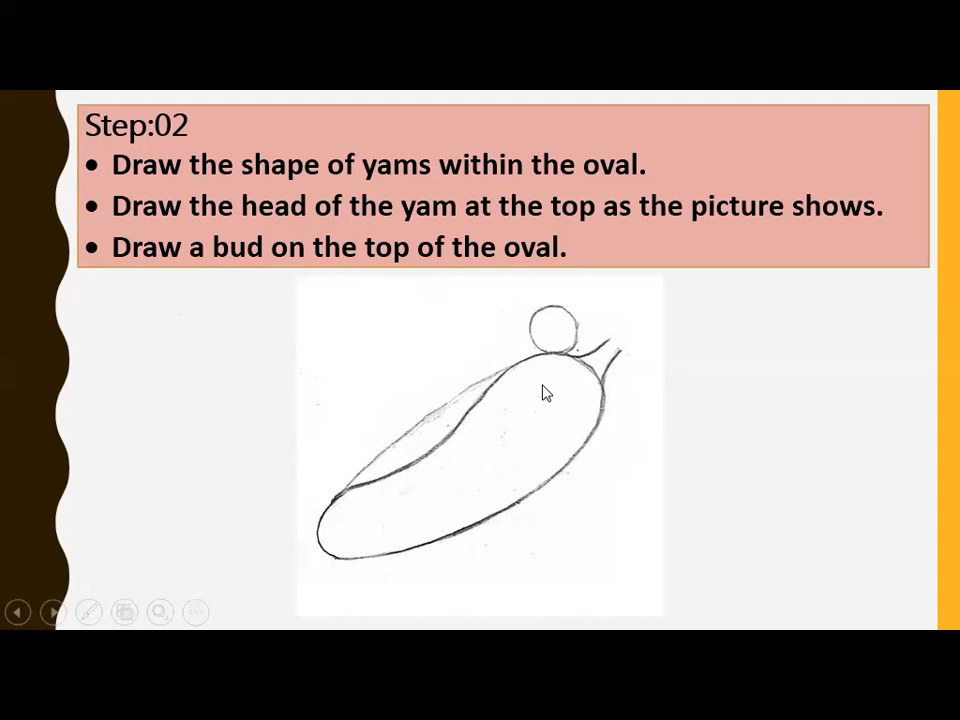 Step:02
• Draw the shape of yams within the oval.
• Draw the head of the yam at the top as the picture shows.
• Draw a bud on the top of the oval.